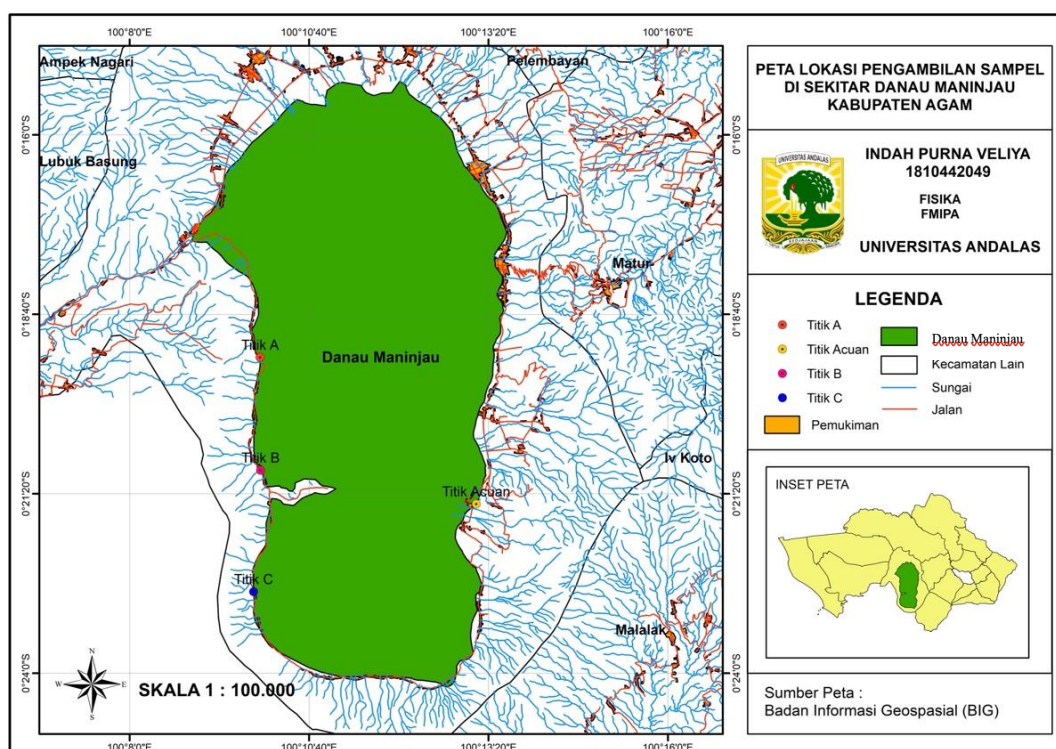 100°8'0"E 100°10'40"E 100°13'20"E 100°16'0"E
Ampek Nagari
Pelembayan
0°16'0"S 0°16'0"S
Lubuk Basung
Matur
0°18'40"S 0°18'40"S
Titik A
Danau Maninjau
Titik B
Iv Koto
Titik Acuan
0°21'20"S 0°21'20"S
Titik C
Malalak
0°24'0"S 0°24'0"S
N
W E
S
SKALA 1 : 100.000
100°8'0"E 100°10'40"E 100°13'20"E 100°16'0"E
PETA LOKASI PENGAMBILAN SAMPEL
DI SEKITAR DANAU MANINJAU
KABUPATEN AGAM
UNIVERSITAS ANDALAS
INDAH PURNA VELIYA
1810442049
FISIKA
FMIPA
UNIVERSITAS ANDALAS
LEGENDA
Titik A
Titik Acuan
Titik B
Titik C
Pemukiman
Danau Maninjau
Kecamatan Lain
Sungai
Jalan
INSET PETA
Sumber Peta :
Badan Informasi Geospasial (BIG)